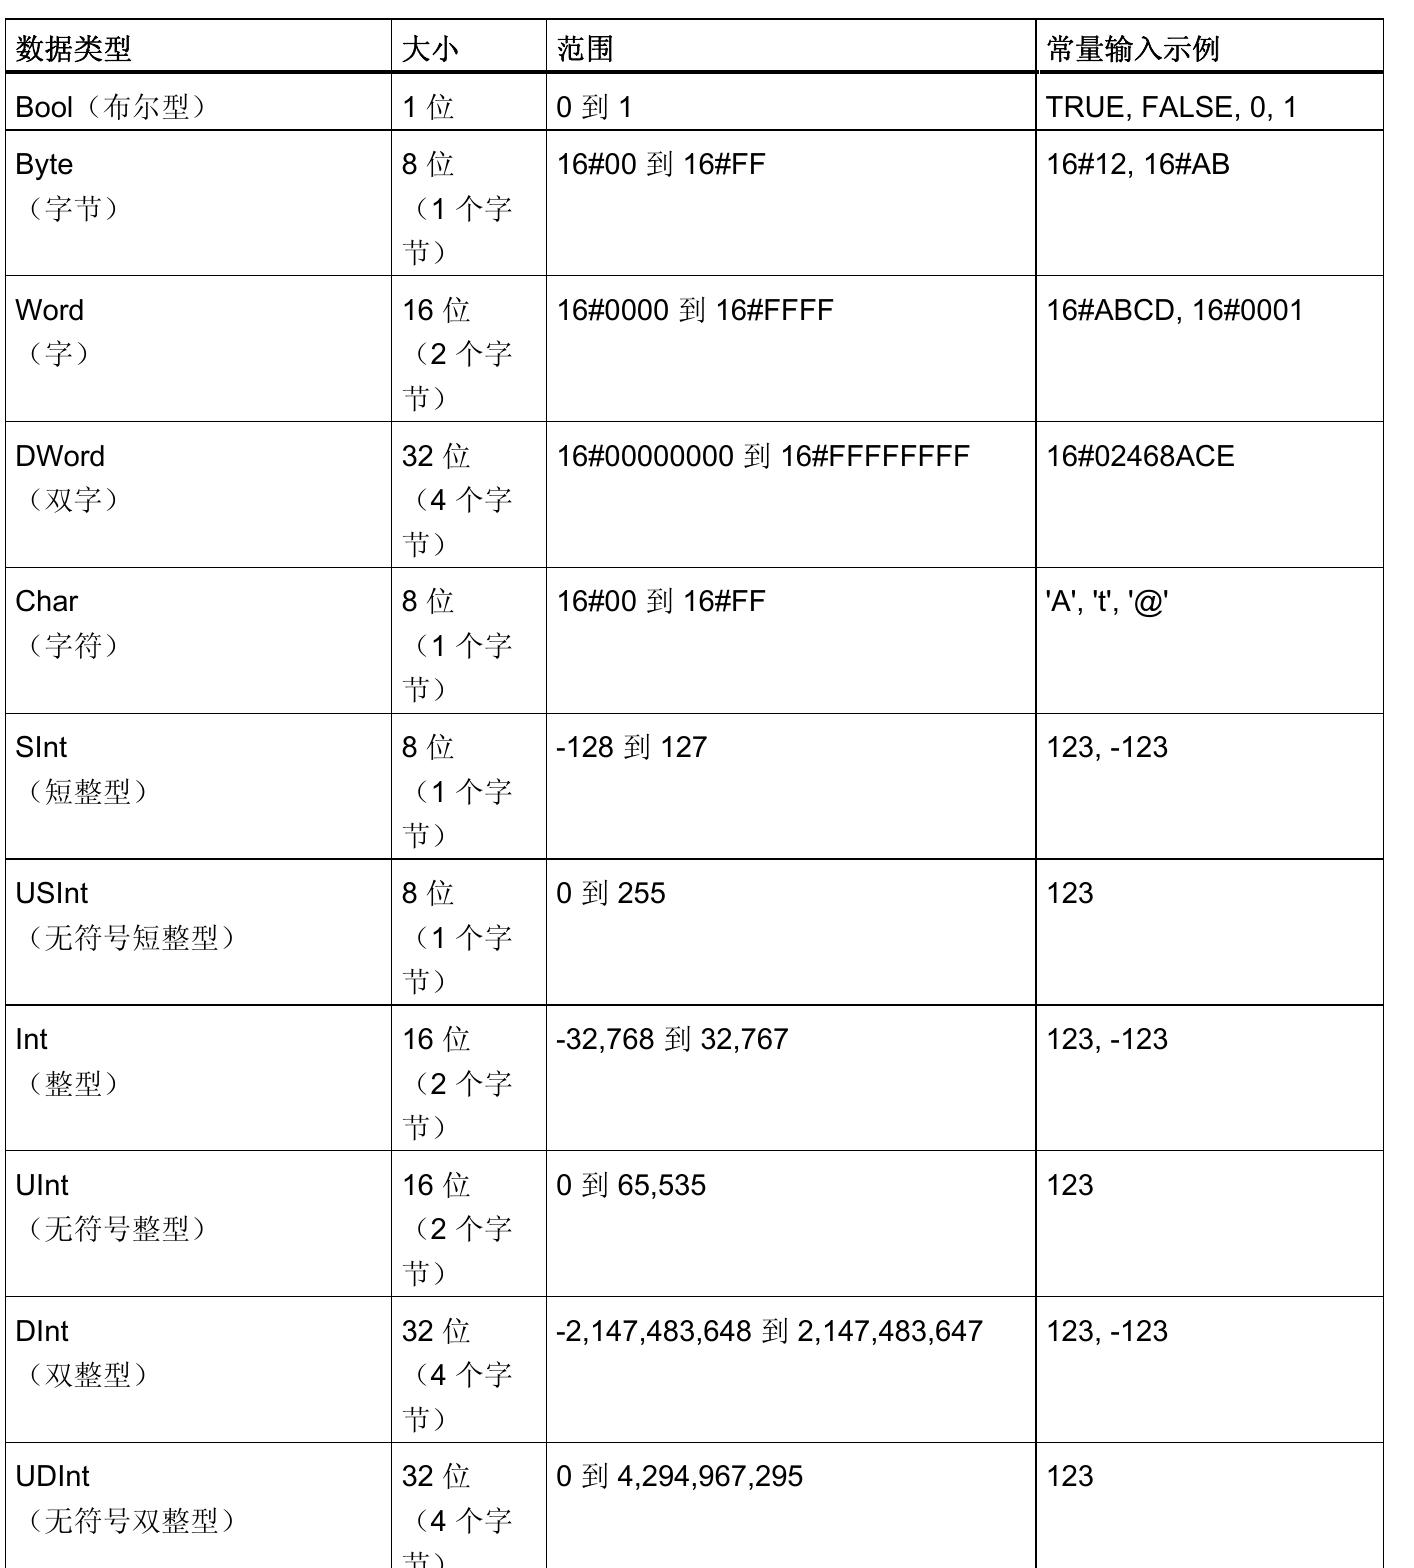 数据类型 大小 范围 常量输入示例
Bool（布尔型） 1 位 0 到 1 TRUE, FALSE, 0, 1
Byte 8 位 16#00 到 16#FF 16#12, 16#AB
（字节） （1 个字
节）
Word 16 位 16#0000 到 16#FFFF 16#ABCD, 16#0001
（字） （2 个字
节）
DWord 32 位 16#00000000 到 16#FFFFFFFF 16#02468ACE
（双字） （4 个字
节）
Char 8 位 16#00 到 16#FF 'A', 't', '@'
（字符） （1 个字
节）
SInt 8 位 -128 到 127 123, -123
（短整型） （1 个字
节）
USInt 8 位 0 到 255 123
（无符号短整型） （1 个字
节）
Int 16 位 -32,768 到 32,767 123, -123
（整型） （2 个字
节）
UInt 16 位 0 到 65,535 123
（无符号整型） （2 个字
节）
DInt 32 位 -2,147,483,648 到 2,147,483,647 123, -123
（双整型） （4 个字
节）
UDInt 32 位 0 到 4,294,967,295 123
（无符号双整型） （4 个字
节）